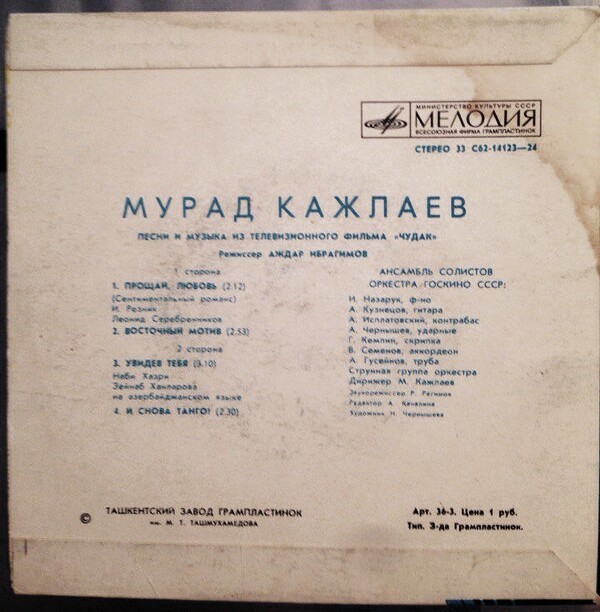 МИНИСТЕРСТВО КУЛЬТУРЫ СССР
МЕЛОДИЯ
ВСЕСОЮЗНАЯ ФИРМА ГРАМПЛАСТИНОК
СТЕРЕО 33 С62-14123—24
МУРАД КАЖЛАЕВ
ПЕСНИ И МУЗЫКА ИЗ ТЕЛЕВИЗИОННОГО ФИЛЬМА «ЧУДАК»
Режиссер АЖДАР ИБРАГИМОВ
1 сторона
1. ПРОЩАЙ, ЛЮБОВЬ (2.12)
(Сентиментальный романс)
И. Резник
Леонид Серебренников
2. ВОСТОЧНЫЙ МОТИВ (2.53)
2 сторона
3. УВИДЕВ ТЕБЯ (3.10)
Наби Хазри
Зейнаб Ханларова
на азербайджанском языке
4. И СНОВА ТАНГО! (2.30)
АНСАМБЛЬ СОЛИСТОВ
ОРКЕСТРА ГОСКИНО СССР:
И. Назарук, ф-но
А. Кузнецов, гитара
А. Исплатовский, контрабас
А. Чернышев, ударные
Г. Кемлин, скрипка
В. Семенов, аккордеон
А. Гусейнов, труба
Струнная группа оркестра
Дирижер М. Кажлаев
Звукорежиссер Р. Рагимов
Редактор А. Качалина
Художник Н. Чернышева
© ТАШКЕНТСКИЙ ЗАВОД ГРАМПЛАСТИНОК
им. М. Т. ТАШМУХАМЕДОВА
Арт. 36-3. Цена 1 руб.
Тип. З-да Грампластинок.